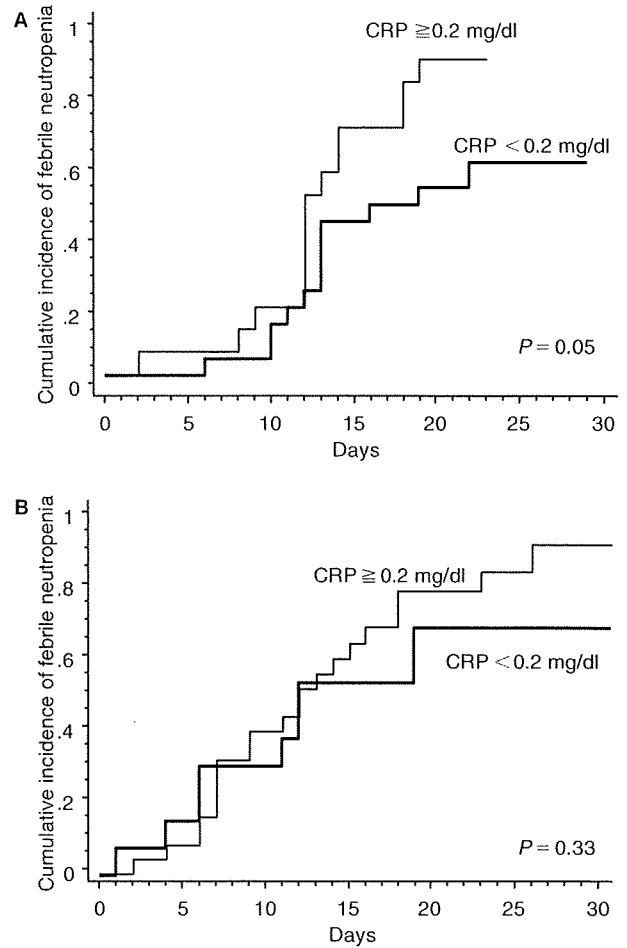 A
Cumulative incidence of febrile neutropenia
1
.8
.6
.4
.2
0
CRP ≧0.2 mg/dl
CRP <0.2 mg/dl
P = 0.05
0 5 10 15 20 25 30
Days
B
Cumulative incidence of febrile neutropenia
1
.8
.6
.4
.2
0
CRP ≧ 0.2 mg/dl
CRP <0.2 mg/dl
P = 0.33
0 5 10 15 20 25 30
Days